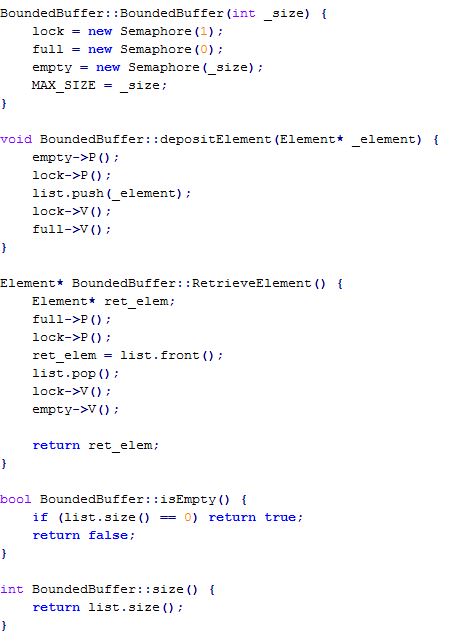 BoundedBuffer::BoundedBuffer(int _size) {
    lock = new Semaphore(1);
    full = new Semaphore(0);
    empty = new Semaphore(_size);
    MAX_SIZE = _size;
}

void BoundedBuffer::depositElement(Element* _element) {
    empty->P();
    lock->P();
    list.push(_element);
    lock->V();
    full->V();
}

Element* BoundedBuffer::RetrieveElement() {
    Element* ret_elem;
    full->P();
    lock->P();
    ret_elem = list.front();
    list.pop();
    lock->V();
    empty->V();

    return ret_elem;
}

bool BoundedBuffer::isEmpty() {
    if (list.size() == 0) return true;
    return false;
}

int BoundedBuffer::size() {
    return list.size();
}